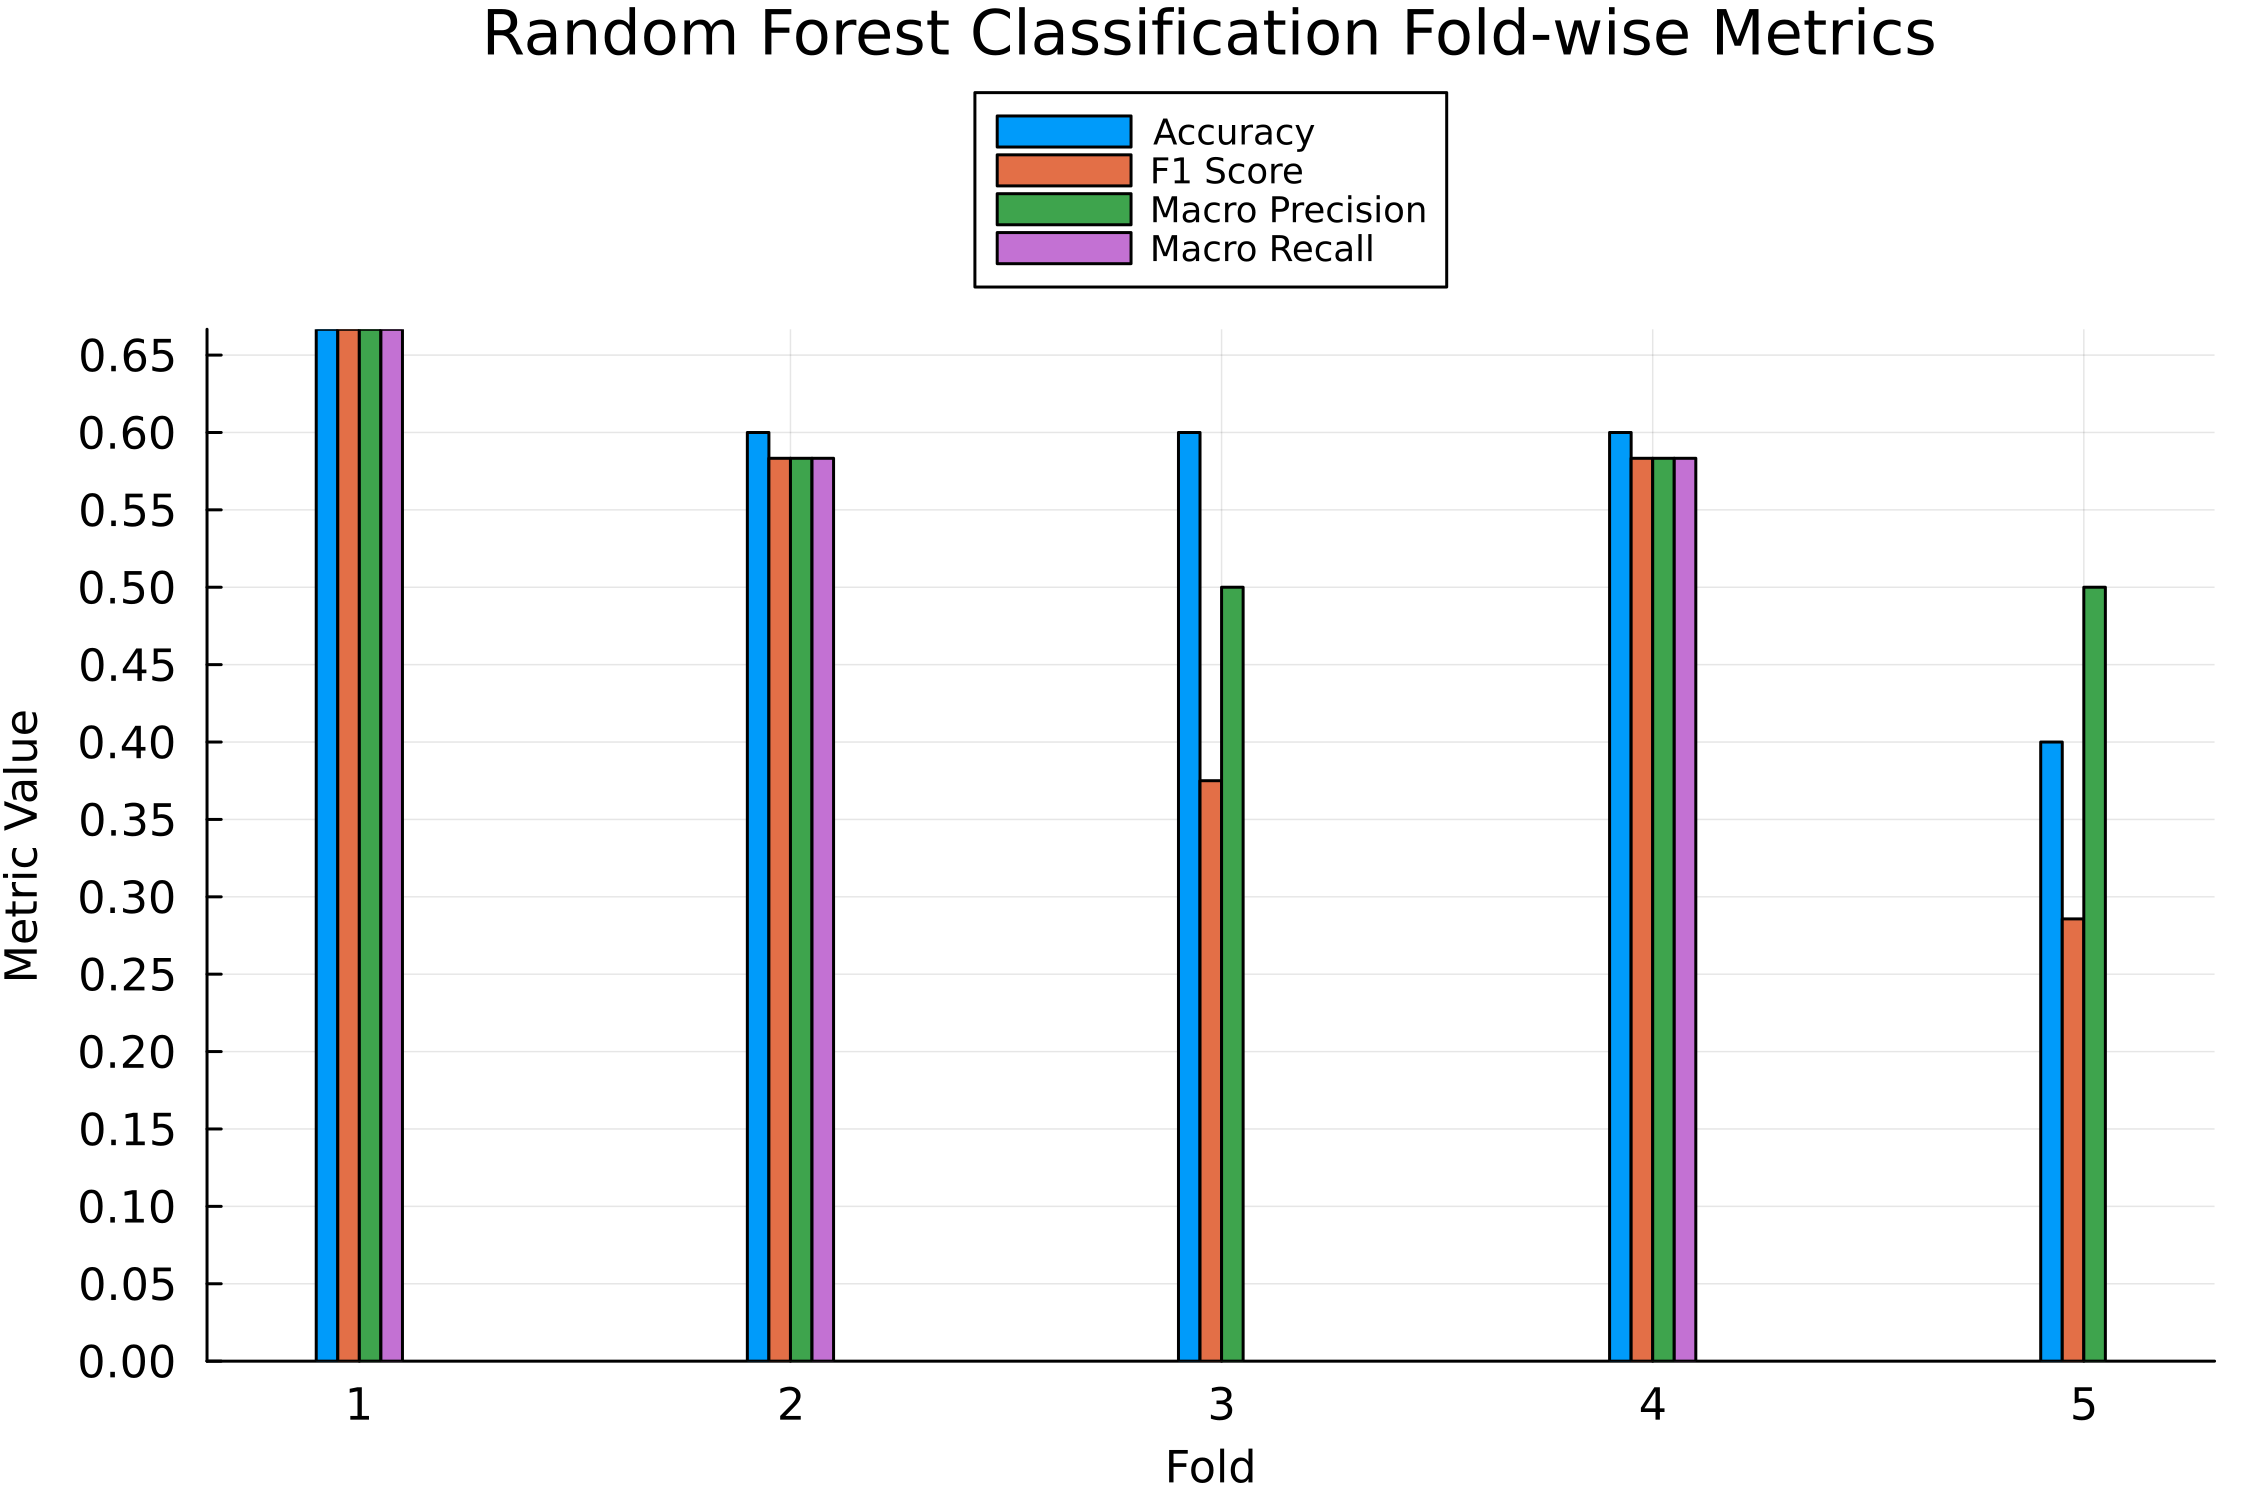 Random Forest Classification Fold-wise Metrics
Accuracy
F1 Score
Macro Precision
Macro Recall
0.65
0.60
0.55
0.50
0.45
0.40
0.35
0.30
0.25
0.20
0.15
0.10
0.05
0.00
Metric Value
1 2 3 4 5
Fold